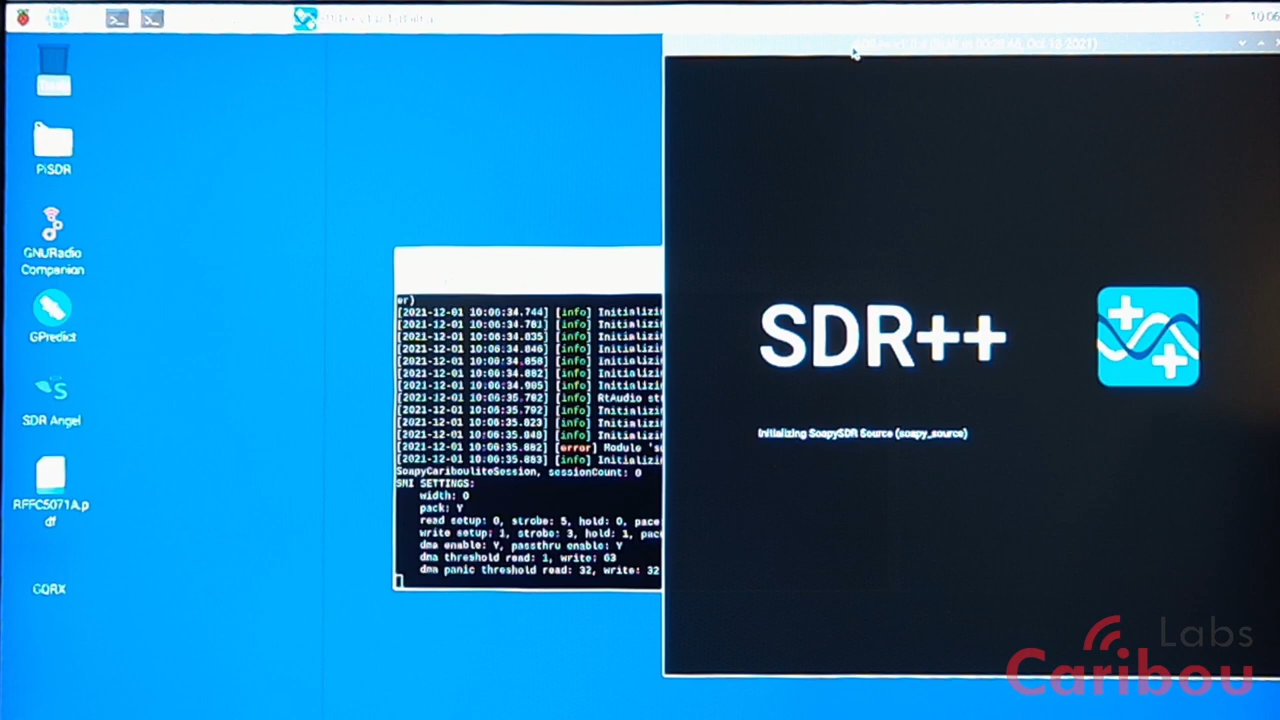 10:06
PiSDR
GNURadio
Companion
GPredict
SDR Angel
RFFC5071A.p
df
GQRX
er)
[2021-12-01 10:06:34.744] [info] Initializi
[2021-12-01 10:06:34.781] [info] Initializi
[2021-12-01 10:06:34.835] [info] Initializi
[2021-12-01 10:06:34.846] [info] Initializi
[2021-12-01 10:06:34.858] [info] Initializi
[2021-12-01 10:06:34.882] [info] Initializi
[2021-12-01 10:06:34.905] [info] Initializi
[2021-12-01 10:06:35.782] [info] RtAudio st
[2021-12-01 10:06:35.792] [info] Initializi
[2021-12-01 10:06:35.823] [info] Initializi
[2021-12-01 10:06:35.840] [info] Initializi
[2021-12-01 10:06:35.882] [error] Module 's
[2021-12-01 10:06:35.883] [info] Initializi
SoapyCaribouliteSession, sessionCount: 0
SMI SETTINGS:
width: 0
pack: Y
read setup: 0, strobe: 5, hold: 0, pace
write setup: 1, strobe: 3, hold: 1, pac
dma enable: Y, passthru enable: Y
dma threshold read: 1, write: 63
dma panic threshold read: 32, write: 32
SDR++
Initializing SoapySDR Source (soapy_source)
Labs
Caribou